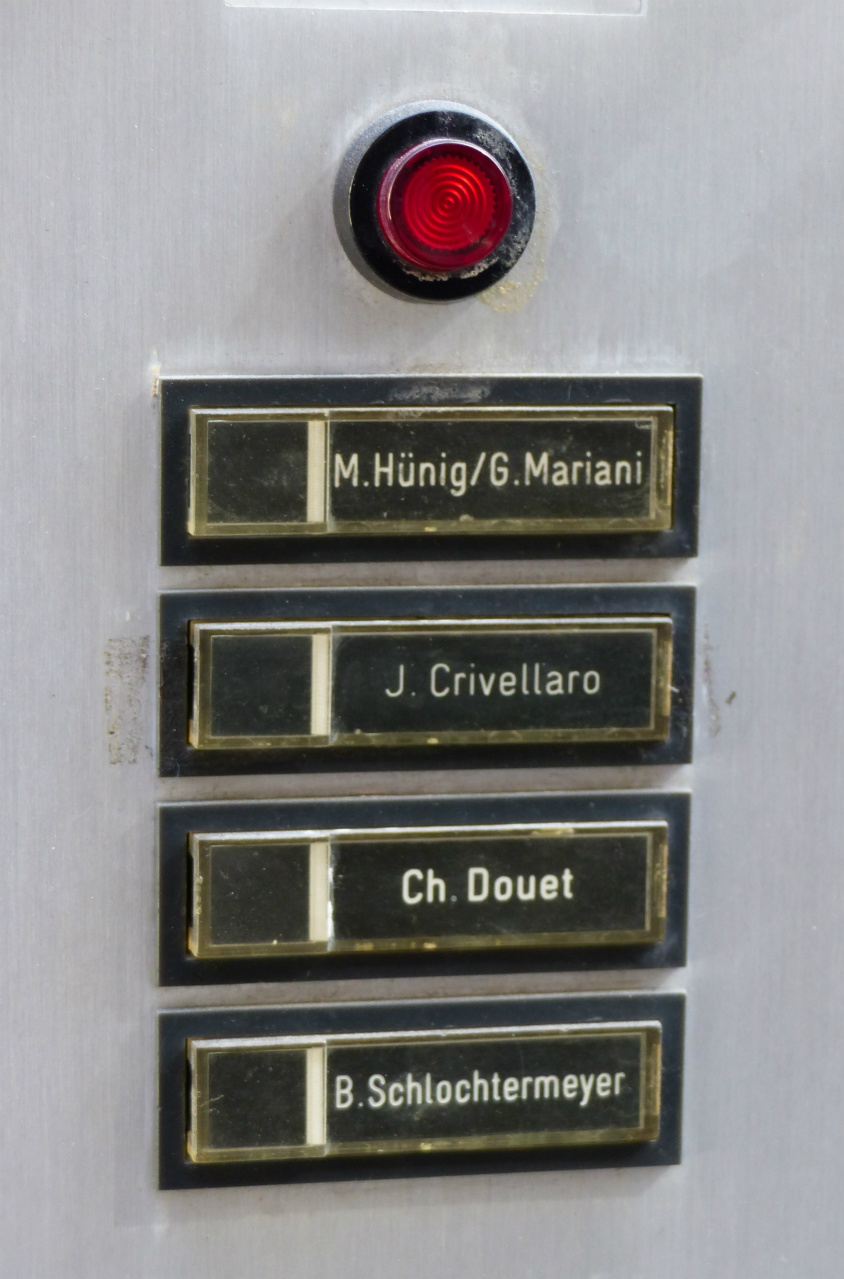 M.Hünig/G.Mariani
J. Crivellaro
Ch. Douet
B.Schlochtermeyer